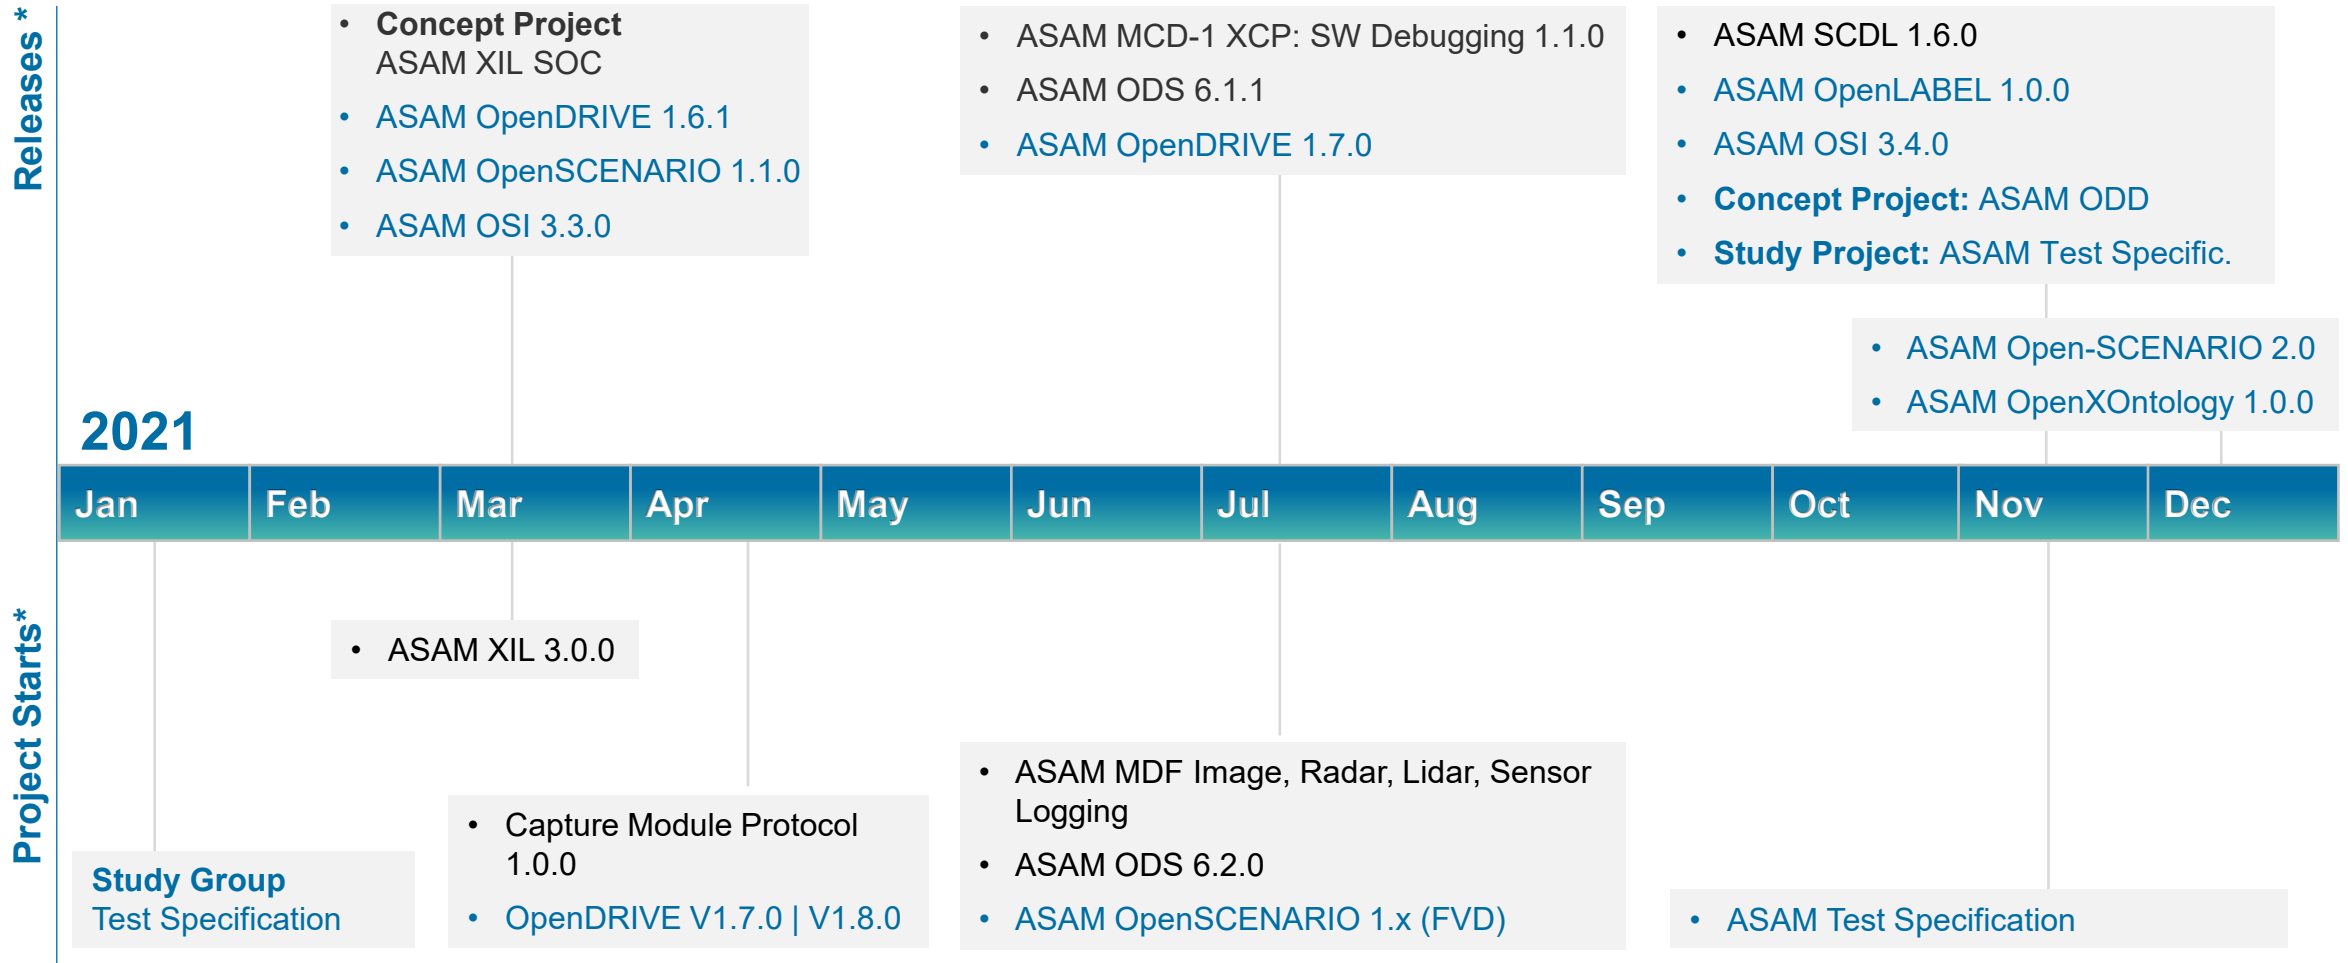 Releases *
• Concept Project
ASAM XIL SOC
• ASAM OpenDRIVE 1.6.1
• ASAM OpenSCENARIO 1.1.0
• ASAM OSI 3.3.0
• ASAM MCD-1 XCP: SW Debugging 1.1.0
• ASAM ODS 6.1.1
• ASAM OpenDRIVE 1.7.0
• ASAM SCDL 1.6.0
• ASAM OpenLABEL 1.0.0
• ASAM OSI 3.4.0
• Concept Project: ASAM ODD
• Study Project: ASAM Test Specific.
• ASAM Open-SCENARIO 2.0
• ASAM OpenXOntology 1.0.0
2021
Jan Feb Mar Apr May Jun Jul Aug Sep Oct Nov Dec
Project Starts*
Study Group
Test Specification
• ASAM XIL 3.0.0
• Capture Module Protocol
1.0.0
• OpenDRIVE V1.7.0 | V1.8.0
• ASAM MDF Image, Radar, Lidar, Sensor
Logging
• ASAM ODS 6.2.0
• ASAM OpenSCENARIO 1.x (FVD)
• ASAM Test Specification